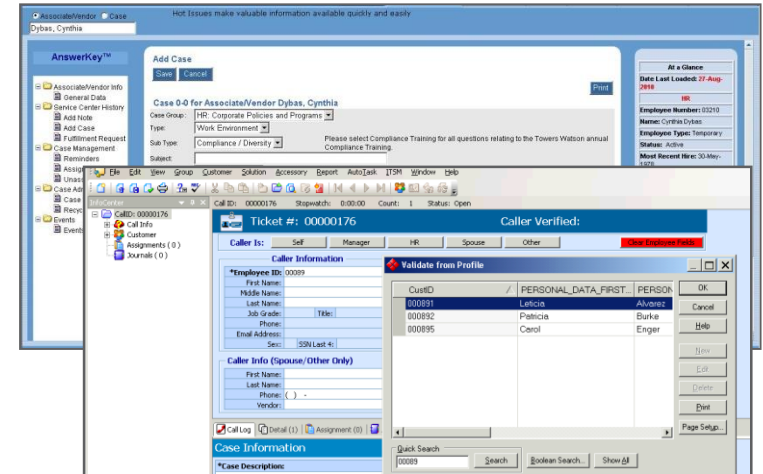 Associate/Vendor Case
Hot Issues make valuable information available quickly and easily
Dybas, Cynthia
AnswerKey™
Associate/Vendor Info
General Data
Service Center History
Add Note
Add Case
Fulfillment Request
Case Management
Reminders
Assign
Unas
Case Adm
Case
Recyc
Events
Event
Add Case
Save Cancel
Print
Case 0-0 for Associate/Vendor Dybas, Cynthia
Case Group: HR: Corporate Policies and Programs
Type: Work Environment
Sub Type: Compliance / Diversity
Please select Compliance Training for all questions relating to the Towers Watson annual
Compliance Training.
Subject:
At a Glance
Date Last Loaded: 27-Aug-
2010
HR
Employee Number: 03210
Name: Cynthia Dybas
Employee Type: Temporary
Status: Active
Most Recent Hire: 30-May-
1978
File Edit View Group Customer Solution Accessory Report AutoTask ITSM Window Help
InfoCenter
CallID: 00000176
Call Info
Customer
Assignments ( 0 )
Journals ( 0 )
Call ID: 00000176 Stopwatch: 0:00:00 Count: 1 Status: Open
Ticket #: 00000176 Caller Verified:
Caller Is: Self Manager HR Spouse Other Clear Employee Fields
Caller Information
*Employee ID: 00089
First Name:
Middle Name:
Last Name:
Job Grade: Title:
Phone:
Email Address:
Sex: SSN Last 4:
Caller Info (Spouse/Other Only)
First Name:
Last Name:
Phone: ( ) -
Vendor:
Call Log Detail (1) Assignment (0)
Case Information
*Case Description:
Validate from Profile
CustID / PERSONAL_DATA_FIRST... PERSON
000891 Leticia Alvarez
000892 Patricia Burke
000895 Carol Enger
OK
Cancel
Help
New
Edit
Delete
Print
Page Setup...
Quick Search
00089 Search Boolean Search... Show All